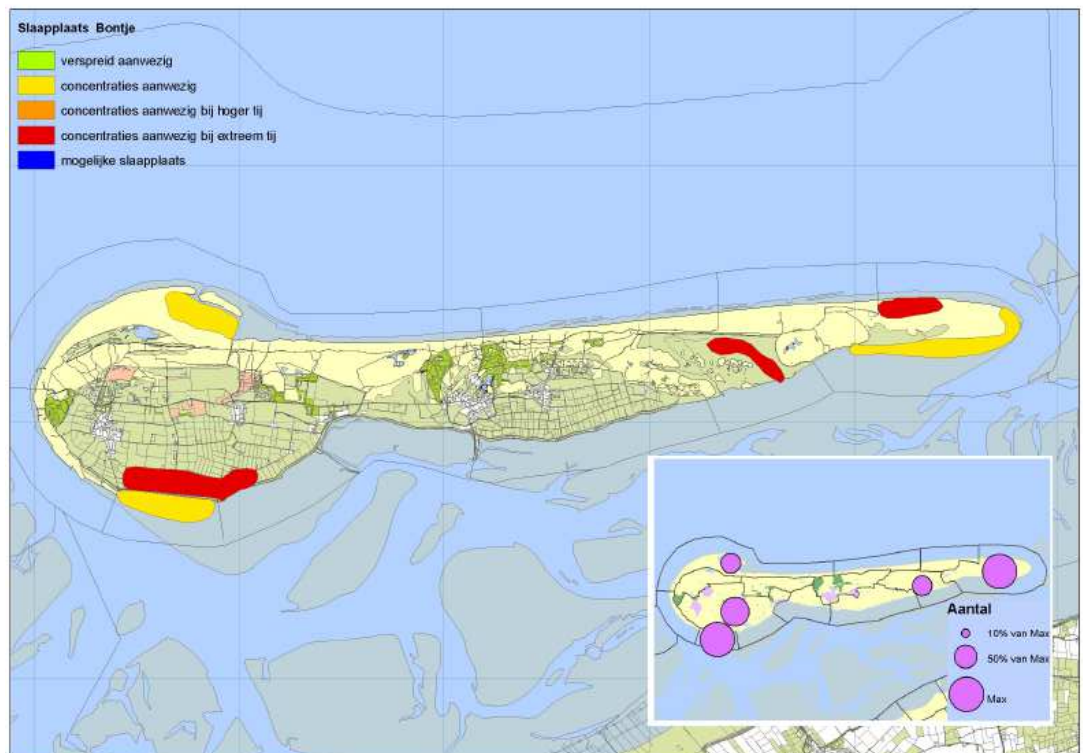 Slaapplaats Bontje
verspreid aanwezig
concentraties aanwezig
concentraties aanwezig bij hoger tij
concentraties aanwezig bij extreem tij
mogelijke slaapplaats
Aantal
10% van Max
50% van Max
Max